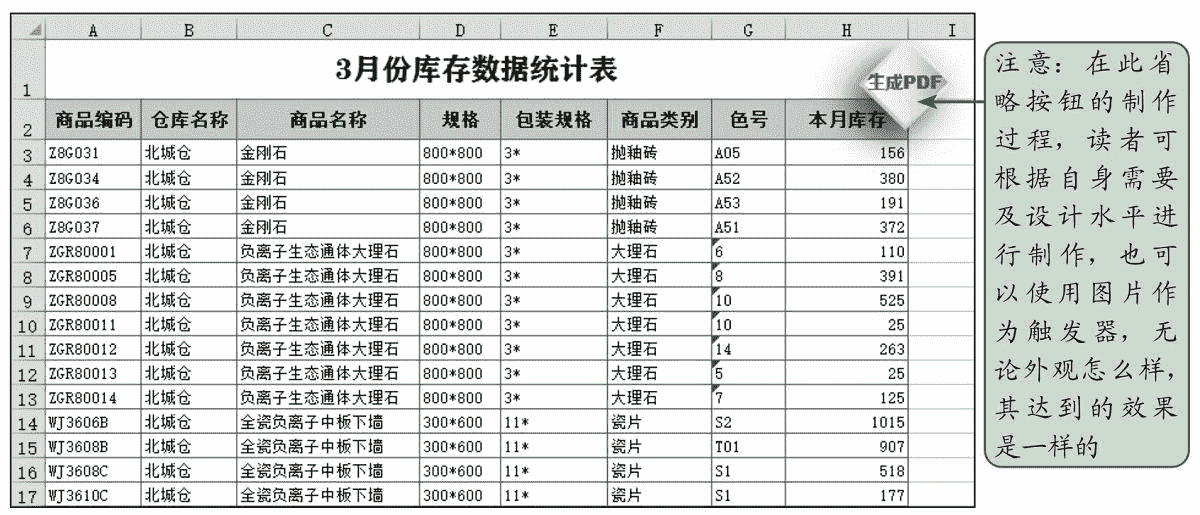 A B C D E F G H I
1 3月份库存数据统计表 生成PDF
2 商品编码 仓库名称 商品名称 规格 包装规格 商品类别 色号 本月库存
3 Z8G031 北城仓 金刚石 800*800 3* 抛釉砖 A05 156
4 Z8G034 北城仓 金刚石 800*800 3* 抛釉砖 A52 380
5 Z8G036 北城仓 金刚石 800*800 3* 抛釉砖 A53 191
6 Z8G037 北城仓 金刚石 800*800 3* 抛釉砖 A51 372
7 ZGR80001 北城仓 负离子生态通体大理石 800*800 3* 大理石 6 110
8 ZGR80005 北城仓 负离子生态通体大理石 800*800 3* 大理石 8 391
9 ZGR80008 北城仓 负离子生态通体大理石 800*800 3* 大理石 10 525
10 ZGR80011 北城仓 负离子生态通体大理石 800*800 3* 大理石 10 25
11 ZGR80012 北城仓 负离子生态通体大理石 800*800 3* 大理石 14 263
12 ZGR80013 北城仓 负离子生态通体大理石 800*800 3* 大理石 5 25
13 ZGR80014 北城仓 负离子生态通体大理石 800*800 3* 大理石 7 125
14 WJ3606B 北城仓 全瓷负离子中板下墙 300*600 11* 瓷片 S2 1015
15 WJ3608B 北城仓 全瓷负离子中板下墙 300*600 11* 瓷片 T01 907
16 WJ3608C 北城仓 全瓷负离子中板下墙 300*600 11* 瓷片 S1 518
17 WJ3610C 北城仓 全瓷负离子中板下墙 300*600 11* 瓷片 S1 177
注意：在此省
略按钮的制作
过程，读者可
根据自身需要
及设计水平进
行制作，也可
以使用图片作
为触发器，无
论外观怎么样，
其达到的效果
是一样的